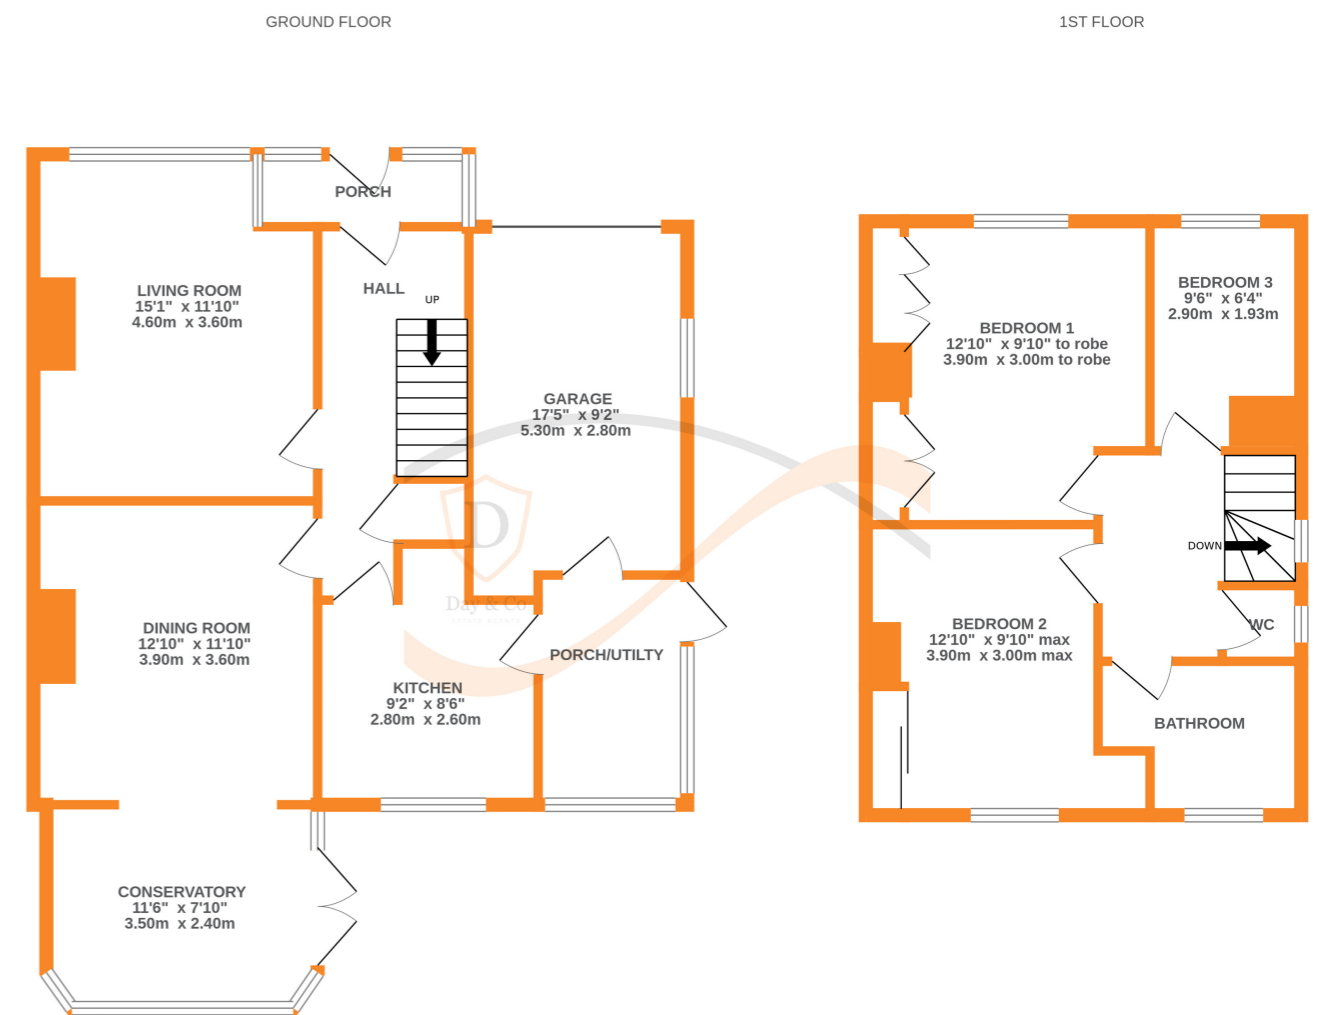 GROUND FLOOR
1ST FLOOR
PORCH
LIVING ROOM
15'1"  x 11'10"
4.60m  x 3.60m
HALL
UP
GARAGE
17'5"  x 9'2"
5.30m  x 2.80m
DINING ROOM
12'10"  x 11'10"
3.90m  x 3.60m
KITCHEN
9'2"  x 8'6"
2.80m  x 2.60m
PORCH/UTILTY
CONSERVATORY
11'6"  x 7'10"
3.50m  x 2.40m
D
Day & Co
ESTATE AGENTS
BEDROOM 1
12'10"  x 9'10" to robe
3.90m  x 3.00m to robe
BEDROOM 3
9'6"  x 6'4"
2.90m  x 1.93m
DOWN
WC
BEDROOM 2
12'10"  x 9'10" max
3.90m  x 3.00m max
BATHROOM